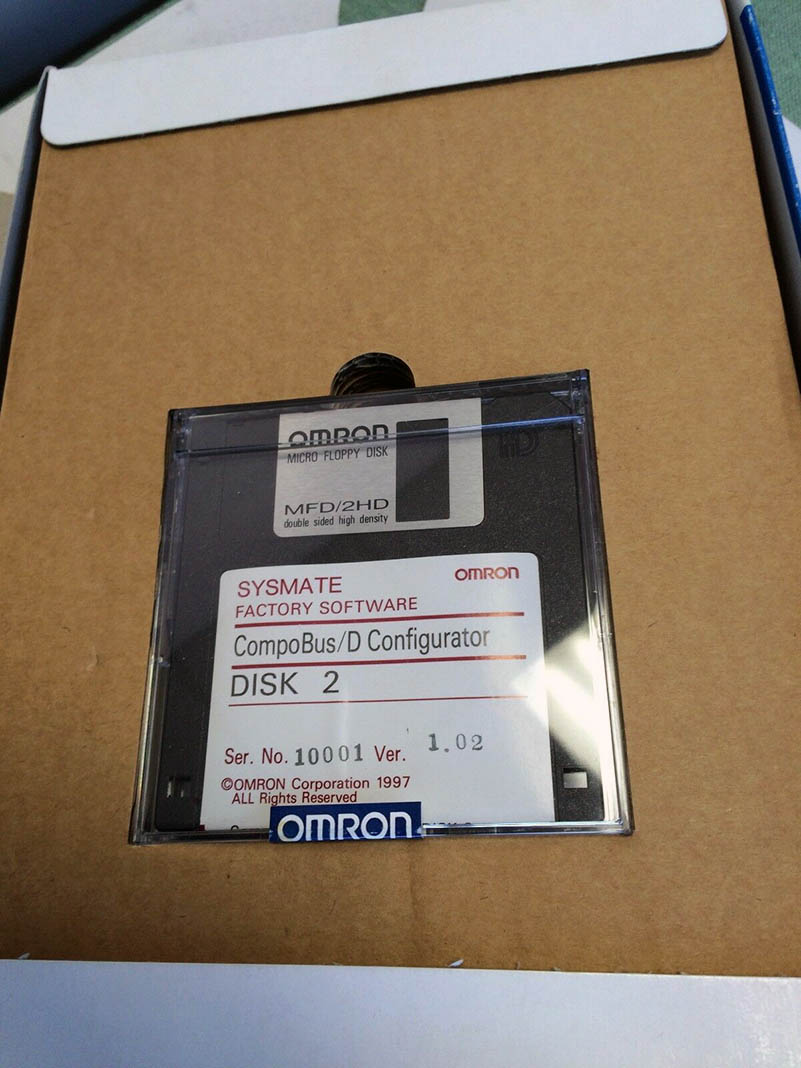 OMRON
MICRO FLOPPY DISK
HD
MFD/2HD
double sided high density
SYSMATE OMRON
FACTORY SOFTWARE
CompoBus/D Configurator
DISK 2
Ser. No. 10001 Ver. 1.02
©OMRON Corporation 1997
ALL Rights Reserved
OMRON